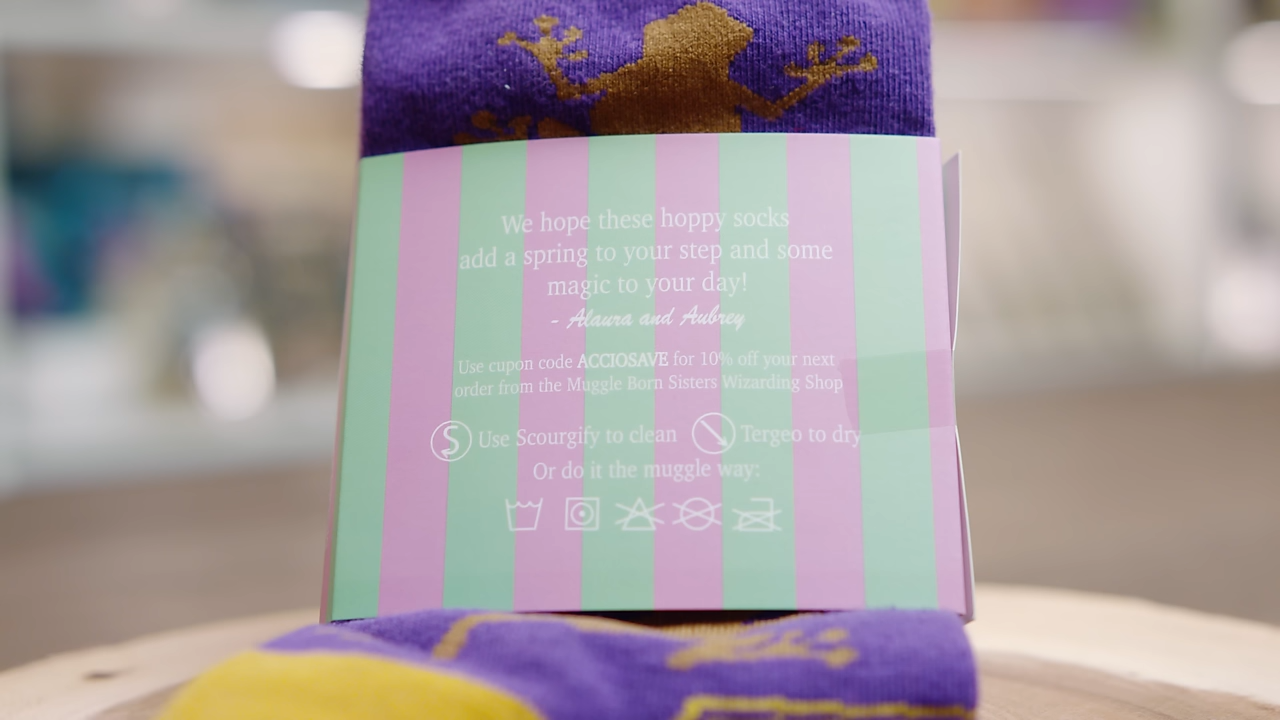 We hope these hoppy socks
add a spring to your step and some
magic to your day!
- Alaura and Aubrey
Use cupon code ACCIOSAVE for 10% off your next
order from the Muggle Born Sisters Wizarding Shop
S Use Scourgify to clean Tergeo to dry
Or do it the muggle way: